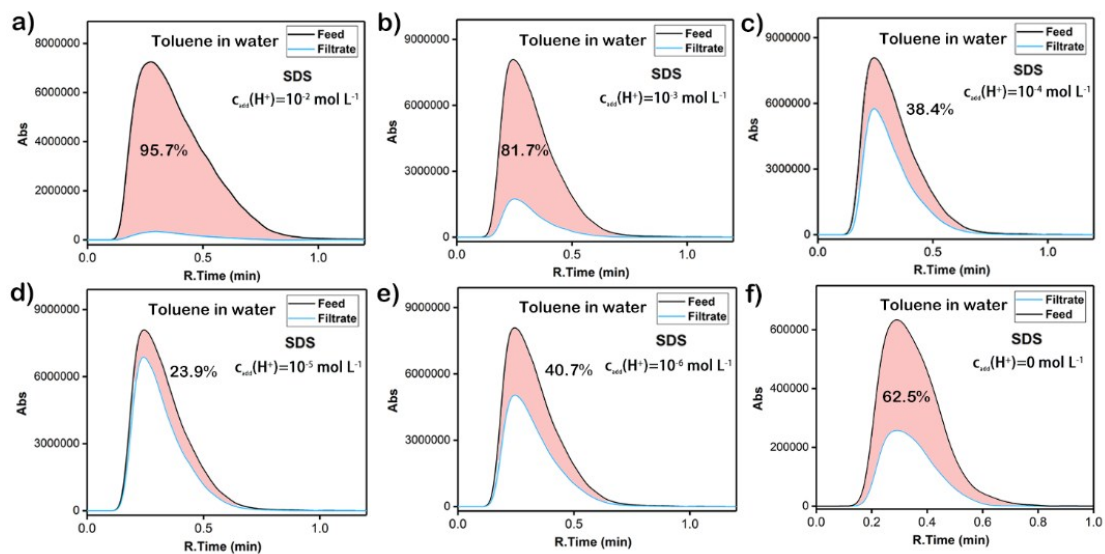 a)
Toluene in water
Feed
Filtrate
SDS
cadd(H⁺)=10⁻² mol L⁻¹
95.7%
Abs
8000000
6000000
4000000
2000000
0
0.0 0.5 1.0
R.Time (min)
b)
Toluene in water
Feed
Filtrate
SDS
cadd(H⁺)=10⁻³ mol L⁻¹
81.7%
Abs
9000000
6000000
3000000
0
0.0 0.5 1.0
R.Time (min)
c)
Toluene in water
Feed
Filtrate
SDS
cadd(H⁺)=10⁻⁴ mol L⁻¹
38.4%
Abs
9000000
6000000
3000000
0
0.0 0.5 1.0
R.Time (min)
d)
Toluene in water
Feed
Filtrate
SDS
cadd(H⁺)=10⁻⁵ mol L⁻¹
23.9%
Abs
9000000
6000000
3000000
0
0.0 0.5 1.0
R.Time (min)
e)
Toluene in water
Feed
Filtrate
SDS
cadd(H⁺)=10⁻⁶ mol L⁻¹
40.7%
Abs
9000000
6000000
3000000
0
0.0 0.5 1.0
R.Time (min)
f)
Toluene in water
Filtrate
Feed
SDS
cadd(H⁺)=0 mol L⁻¹
62.5%
Abs
600000
400000
200000
0
0.0 0.2 0.4 0.6 0.8 1.0
R.Time (min)